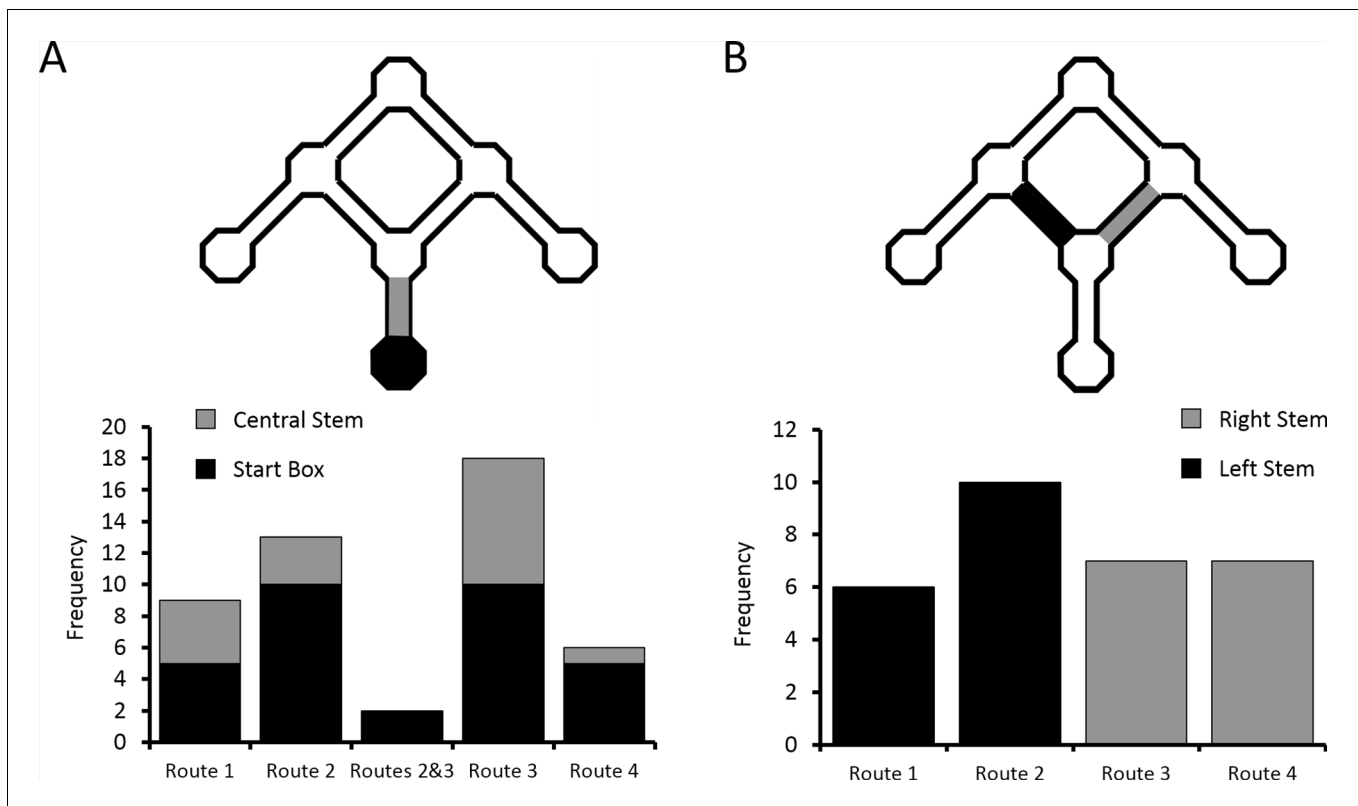 A
Central Stem
Start Box
20
18
16
14
12
10
8
6
4
2
0
Frequency
Route 1 Route 2 Routes 2&3 Route 3 Route 4
B
Right Stem
Left Stem
12
10
8
6
4
2
0
Frequency
Route 1 Route 2 Route 3 Route 4